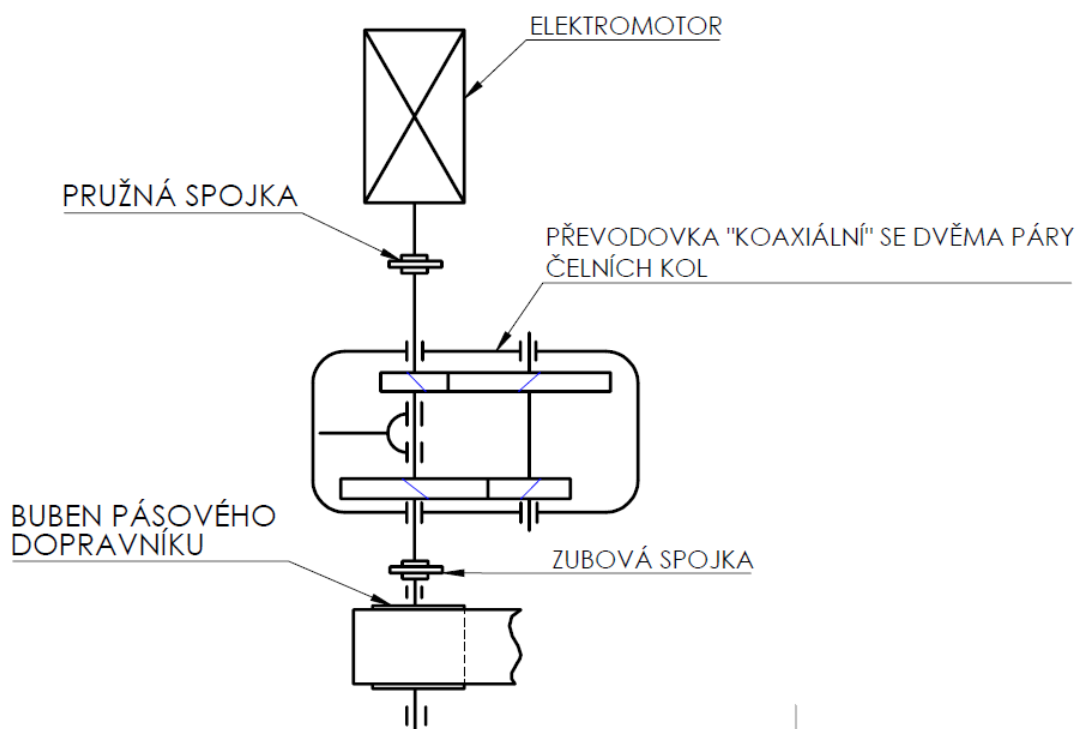 ELEKTROMOTOR
PRUŽNÁ SPOJKA
PŘEVODOVKA "KOAXIÁLNÍ" SE DVĚMA PÁRY
ČELNÍCH KOL
BUBEN PÁSOVÉHO
DOPRAVNÍKU
ZUBOVÁ SPOJKA